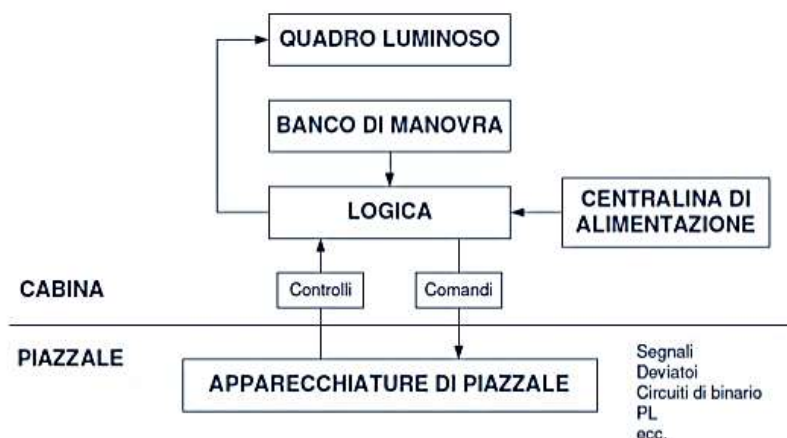 QUADRO LUMINOSO
BANCO DI MANOVRA
LOGICA
CENTRALINA DI
ALIMENTAZIONE
Controlli
Comandi
CABINA
PIAZZALE
APPARECCHIATURE DI PIAZZALE
Segnali
Deviatoi
Circuiti di binario
PL
ecc.